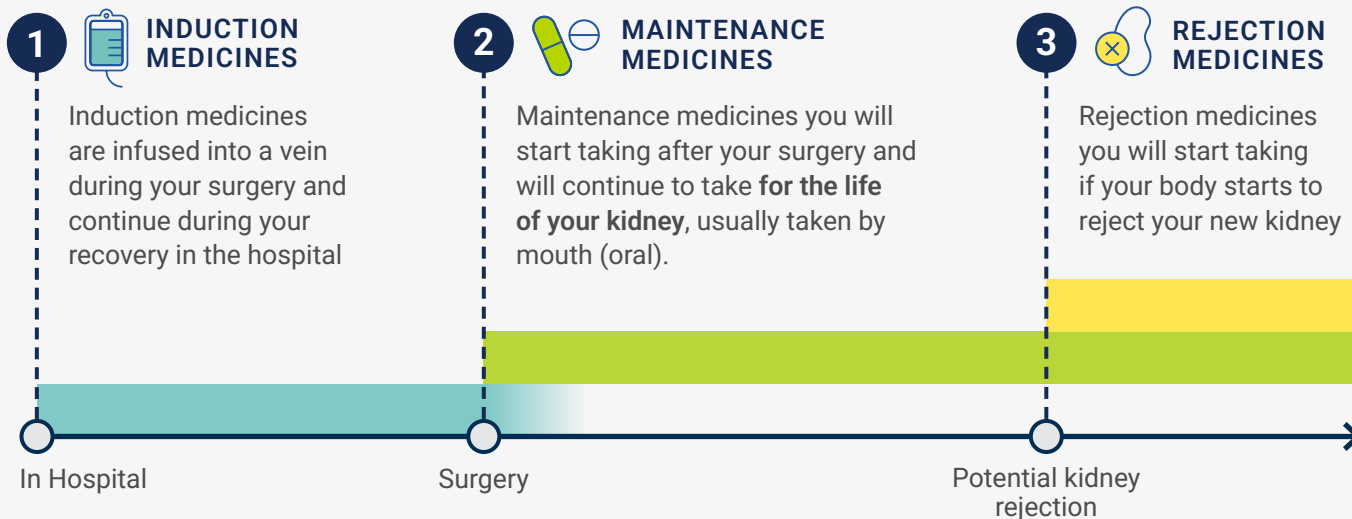 1
INDUCTION
MEDICINES
Induction medicines
are infused into a vein
during your surgery and
continue during your
recovery in the hospital
2
MAINTENANCE
MEDICINES
Maintenance medicines you will
start taking after your surgery and
will continue to take for the life
of your kidney, usually taken by
mouth (oral).
3
REJECTION
MEDICINES
Rejection medicines
you will start taking
if your body starts to
reject your new kidney
In Hospital
Surgery
Potential kidney
rejection